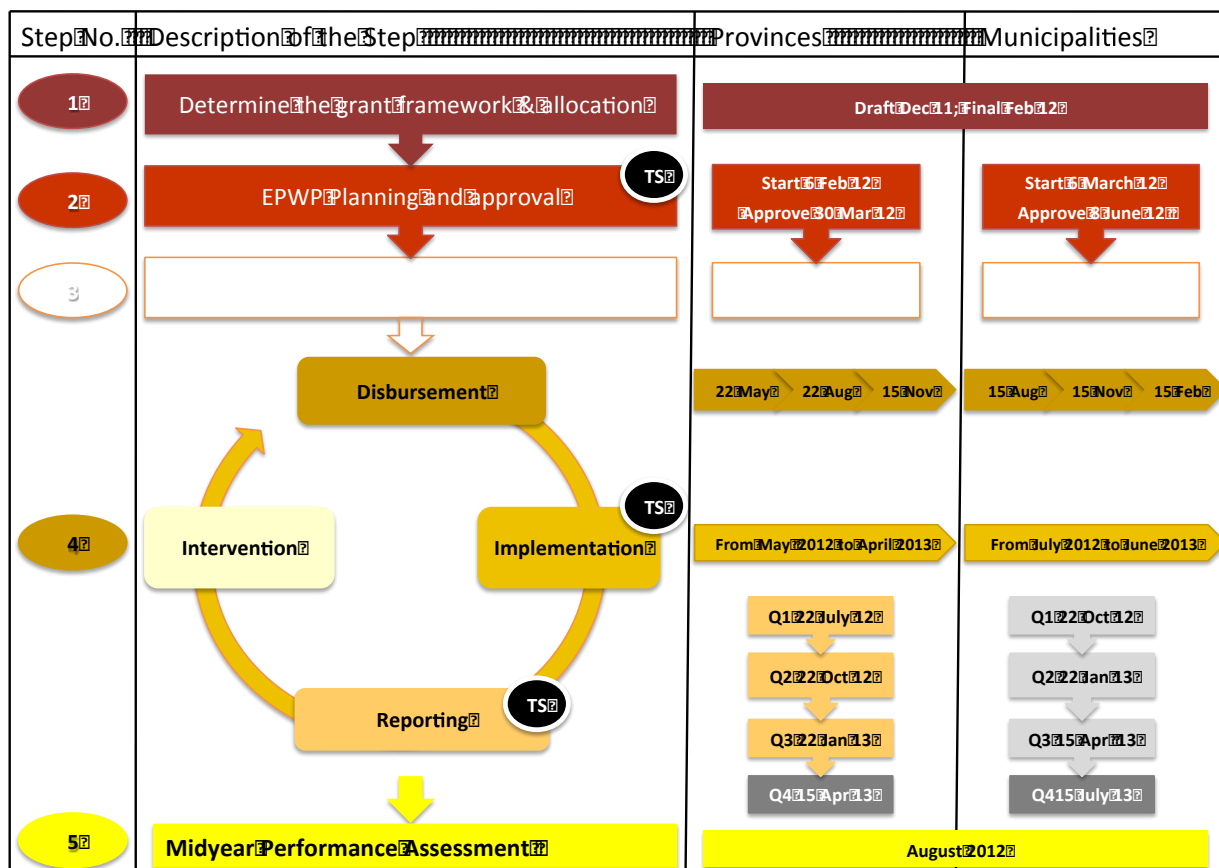 Step No. Description of the Step Provinces Municipalities
1 Determine the grant framework & allocation Draft Dec 11; Final Feb 12
TS
2 EPWP Planning and approval
Start 6 Feb 12
Approve 30 Mar 12
Start 6 March 12
Approve 8 June 12
3
Disbursement
22 May 22 Aug 15 Nov
15 Aug 15 Nov 15 Feb
TS
4 Intervention Implementation From May 2012 to April 2013 From July 2012 to June 2013
Q1 22 July 12 Q1 22 Oct 12
Q2 22 Oct 12 Q2 22 Jan 13
TS
Reporting
Q3 22 Jan 13 Q3 15 Apr 13
Q4 15 Apr 13 Q415 July 13
5 Midyear Performance Assessment August 2012